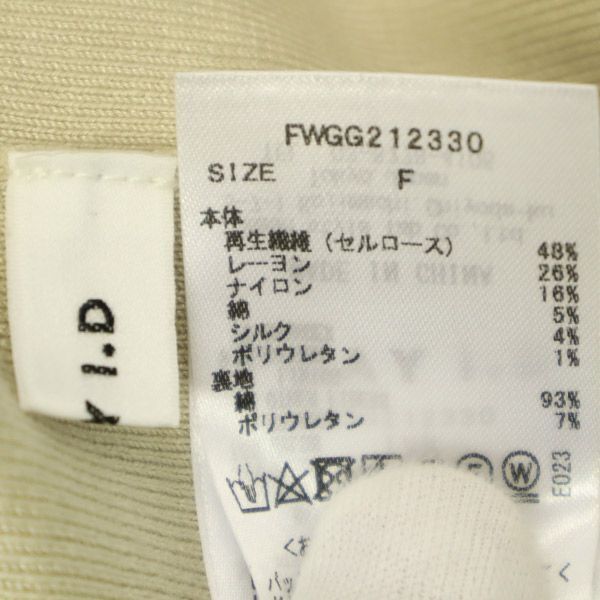 FWGG212330
SIZE F
本体
再生繊維（セルロース） 48%
レーヨン 26%
ナイロン 16%
綿 5%
シルク 4%
ポリウレタン 1%
裏地
綿 93%
ポリウレタン 7%
W
E023
I.D